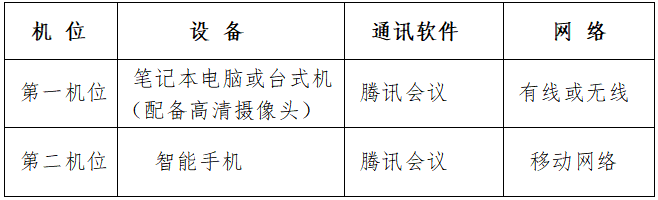 机 位 设 备 通讯软件 网 络
第一机位 笔记本电脑或台式机 (配备高清摄像头) 腾讯会议 有线或无线
第二机位 智能手机 腾讯会议 移动网络